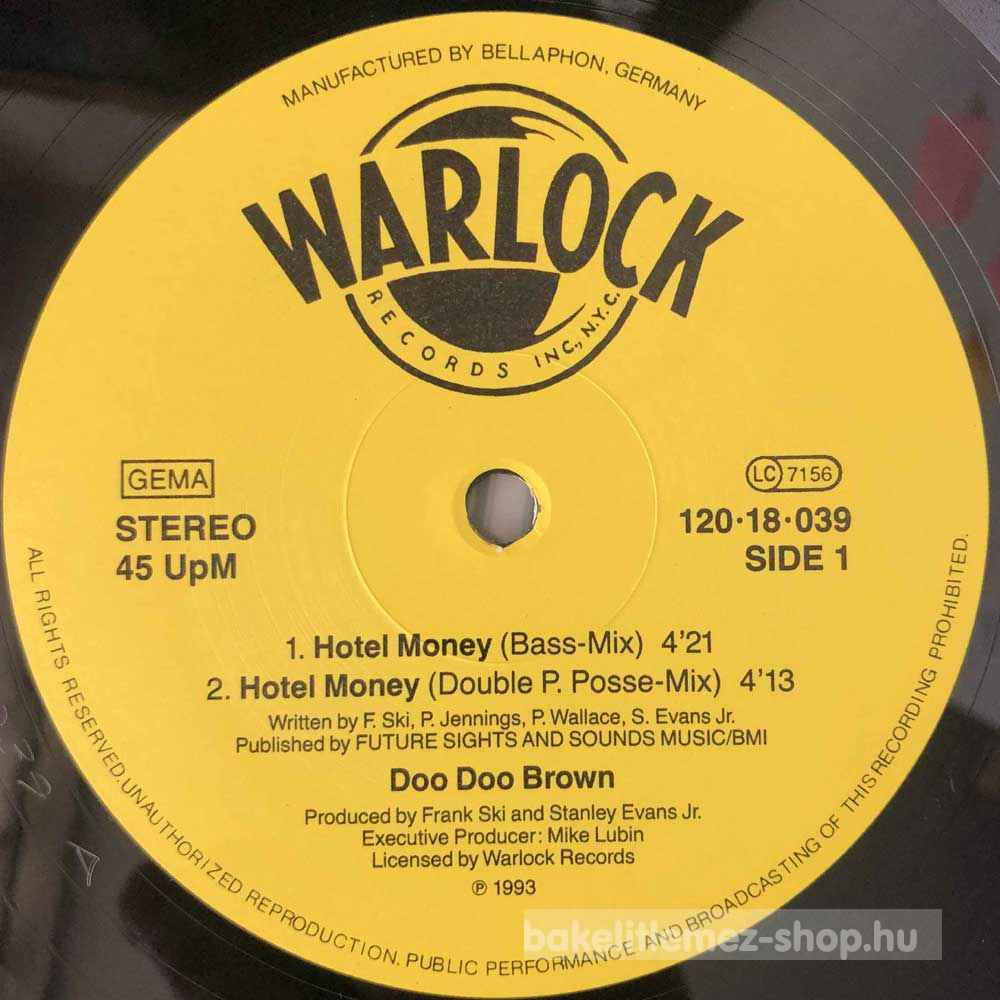 MANUFACTURED BY BELLAPHON, GERMANY
WARLOCK
RECORDS INC., N.Y.C.
GEMA
STEREO
45 UpM
LC 7156
120·18·039
SIDE 1
1. Hotel Money (Bass-Mix) 4'21
2. Hotel Money (Double P. Posse-Mix) 4'13
Written by F. Ski, P. Jennings, P. Wallace, S. Evans Jr.
Published by FUTURE SIGHTS AND SOUNDS MUSIC/BMI
Doo Doo Brown
Produced by Frank Ski and Stanley Evans Jr.
Executive Producer: Mike Lubin
Licensed by Warlock Records
℗ 1993
ALL RIGHTS RESERVED. UNAUTHORIZED REPRODUCTION, PUBLIC PERFORMANCE AND BROADCASTING OF THIS RECORDING PROHIBITED.
bakelitlemez-shop.hu